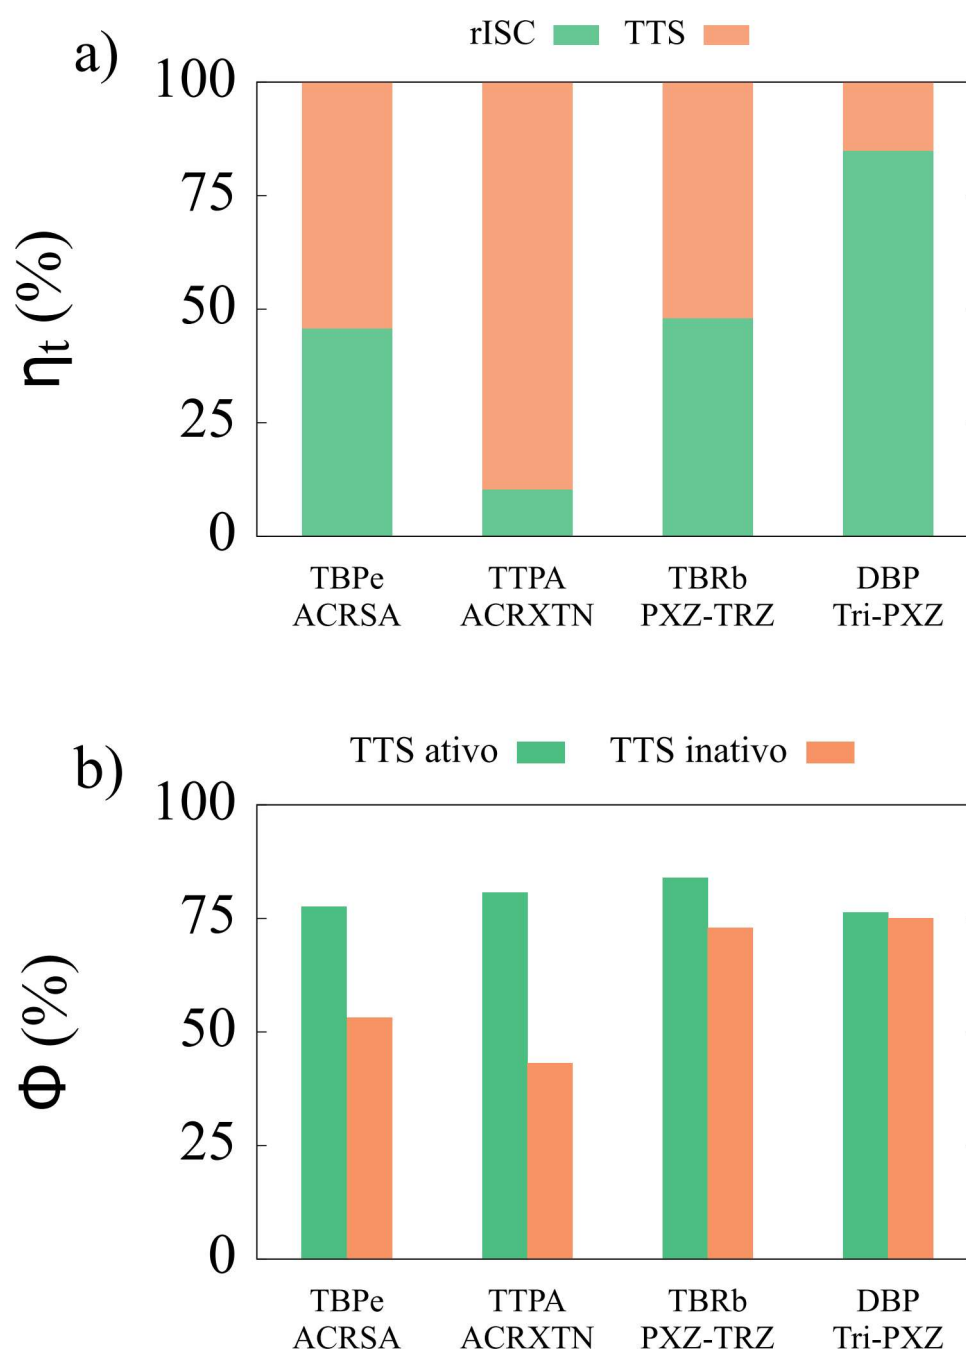 rISC TTS
a)
100
75
50
25
0
ηt (%)
TBPe TTPA TBRb DBP
ACRSA ACRXTN PXZ-TRZ Tri-PXZ
TTS ativo TTS inativo
b)
100
75
50
25
0
Φ (%)
TBPe TTPA TBRb DBP
ACRSA ACRXTN PXZ-TRZ Tri-PXZ